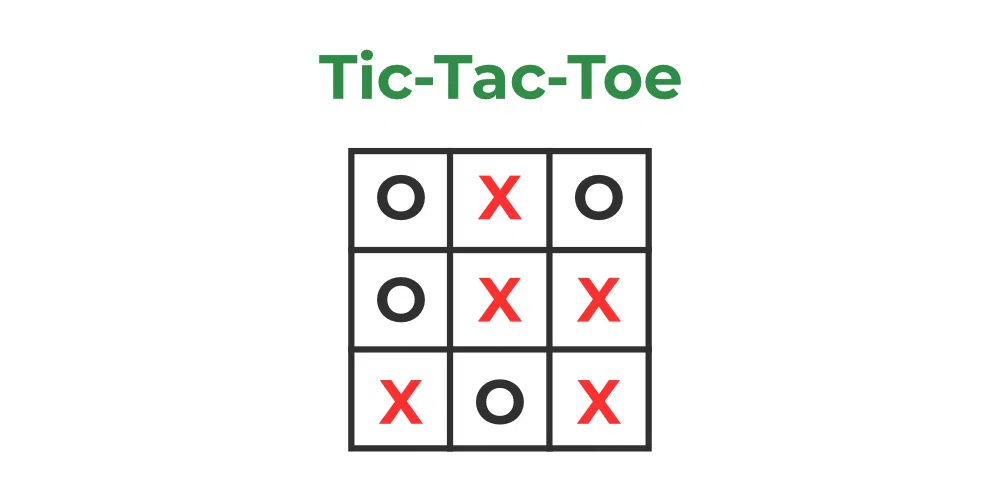 Tic-Tac-Toe
O X O
O X X
X O X